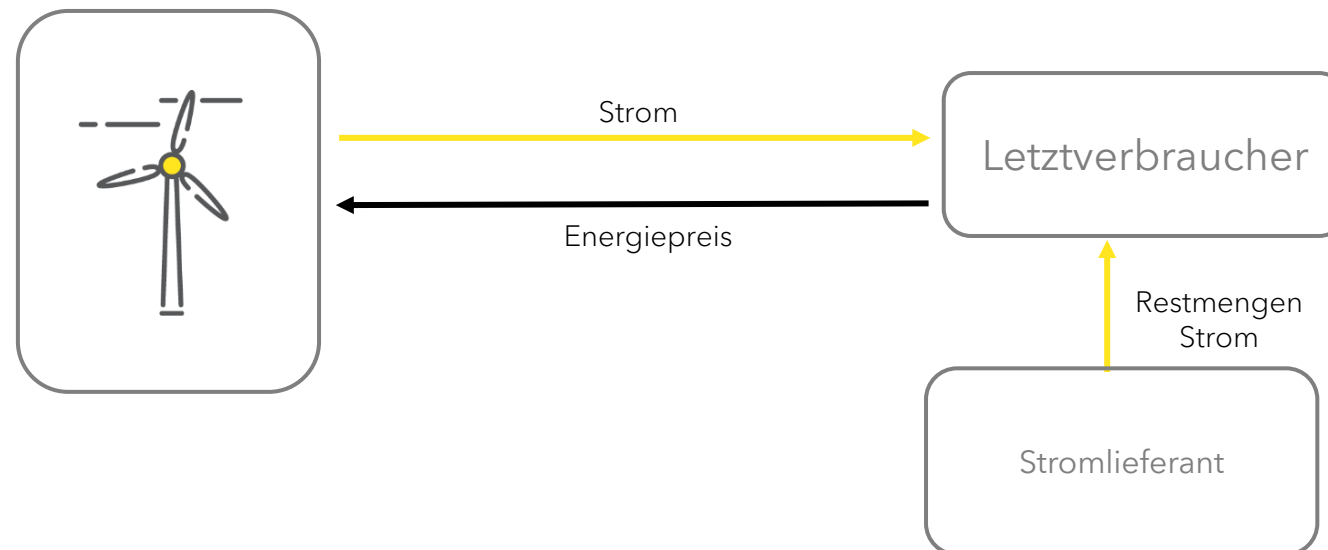 Strom
Letztverbraucher
Energiepreis
Restmengen
Strom
Stromlieferant